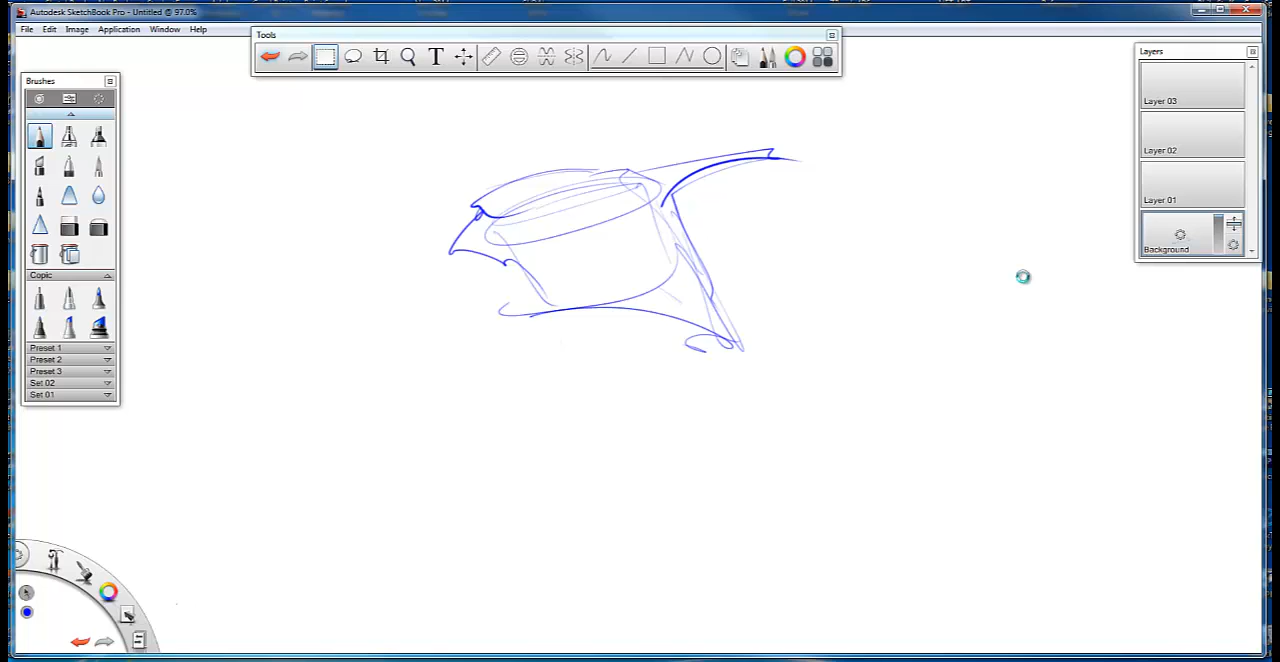 Autodesk SketchBook Pro - Untitled @ 97.0%
File Edit Image Application Window Help
Tools
T
Brushes
Copic
Preset 1
Preset 2
Preset 3
Set 02
Set 01
Layers
Layer 03
Layer 02
Layer 01
Background